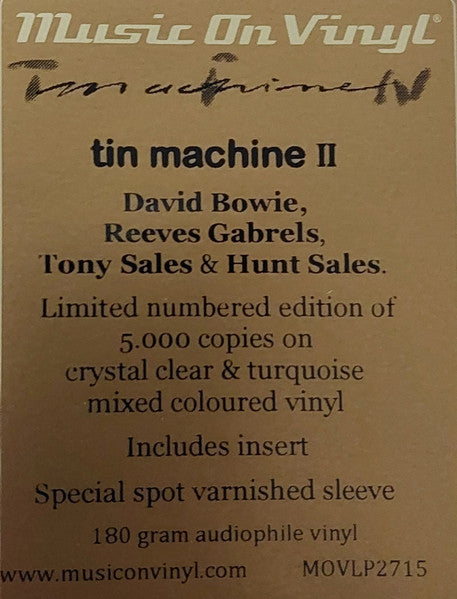 Music On Vinyl®
Tin machine
tin machine II
David Bowie,
Reeves Gabrels,
Tony Sales & Hunt Sales.
Limited numbered edition of
5.000 copies on
crystal clear & turquoise
mixed coloured vinyl
Includes insert
Special spot varnished sleeve
180 gram audiophile vinyl
www.musiconvinyl.com MOVLP2715